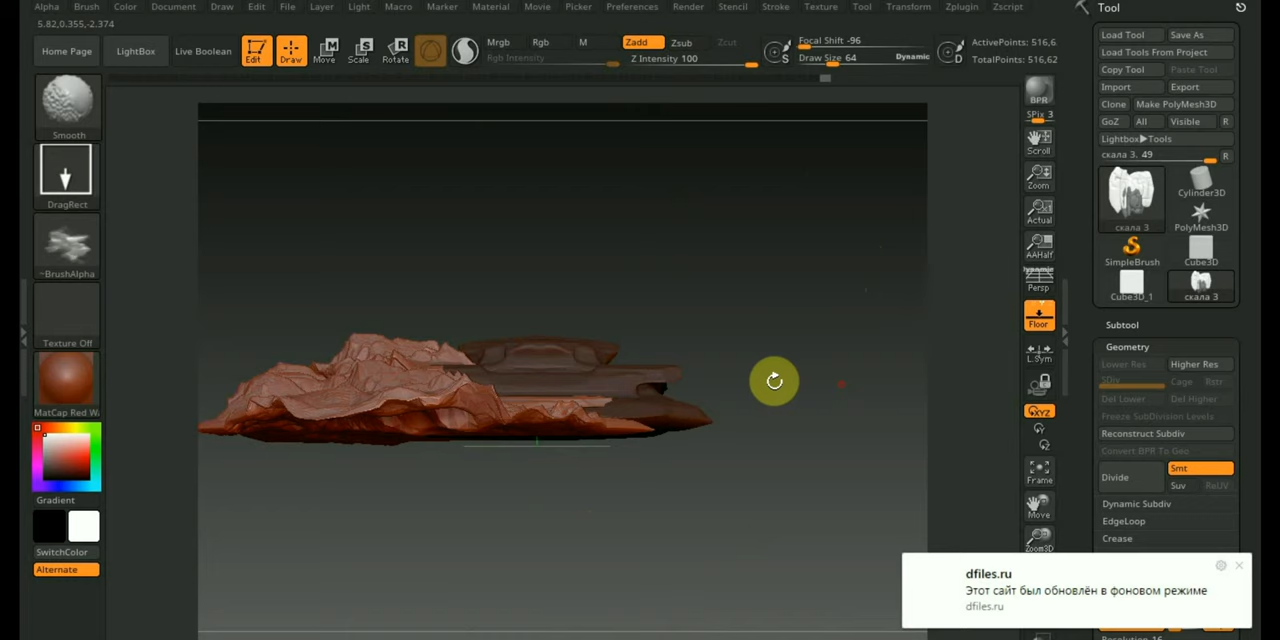 Alpha Brush Color Document Draw Edit File Layer Light Macro Marker Material Movie Picker Preferences Render Stencil Stroke Texture Tool Transform Zplugin Zscript
Tool
5.82,0.355,-2.374
Home Page
LightBox
Live Boolean
Edit
Draw
Move
Scale
Rotate
Mrgb Rgb M
Rgb Intensity
Zadd Zsub Zcut
Z Intensity 100
Focal Shift -96
Draw Size 64 Dynamic
ActivePoints: 516,6
TotalPoints: 516,62
Load Tool Save As
Load Tools From Project
Copy Tool Paste Tool
Import Export
Clone Make PolyMesh3D
GoZ All Visible R
Lightbox▶Tools
скала 3. 49 R
скала 3
Cylinder3D
PolyMesh3D
SimpleBrush
Cube3D
Cube3D_1
скала 3
Subtool
Geometry
Lower Res Higher Res
SDiv Cage Rstr
Del Lower Del Higher
Freeze SubDivision Levels
Reconstruct Subdiv
Convert BPR To Geo
Divide
Smt
Suv ReUV
Dynamic Subdiv
EdgeLoop
Crease
Smooth
DragRect
~BrushAlpha
Texture Off
MatCap Red Wa
Gradient
SwitchColor
Alternate
BPR
SPix 3
Scroll
Zoom
Actual
AAHalf
Dynamic
Persp
Floor
L.Sym
XYZ
Frame
Move
Zoom3D
dfiles.ru
Этот сайт был обновлён в фоновом режиме
dfiles.ru